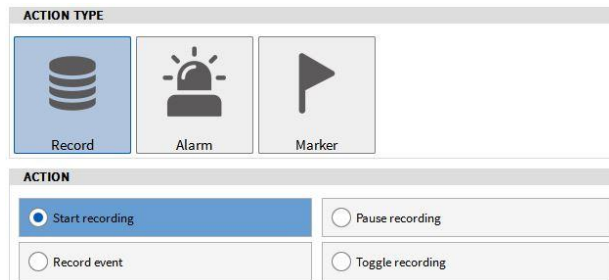 ACTION TYPE
Record Alarm Marker
ACTION
Start recording Pause recording
Record event Toggle recording